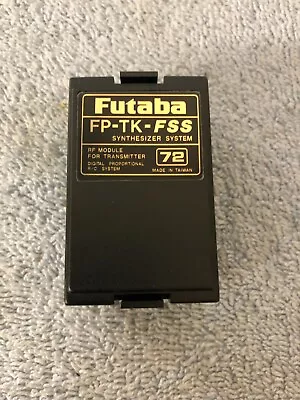 Futaba
FP-TK-FSS
SYNTHESIZER SYSTEM
RF MODULE
FOR TRANSMITTER
DIGITAL PROPORTIONAL
R/C SYSTEM
72
MADE IN TAIWAN